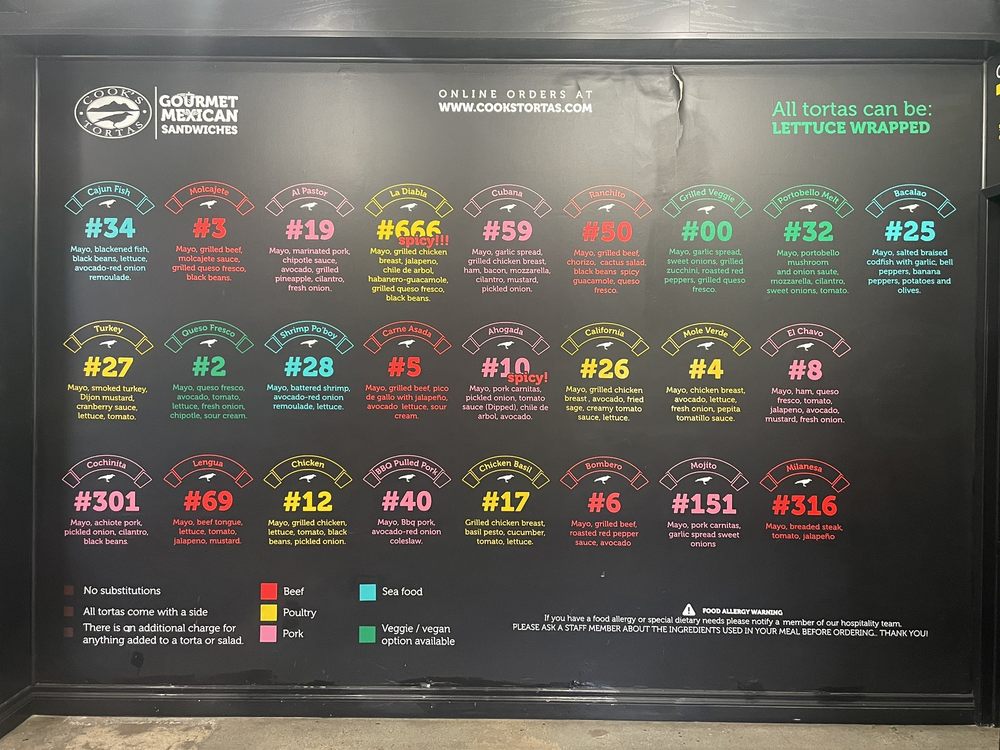 COOK'S
TORTAS
GOURMET
MEXICAN
SANDWICHES
ONLINE ORDERS AT
WWW.COOKSTORTAS.COM
All tortas can be:
LETTUCE WRAPPED
Cajun Fish
#34
Mayo, blackened fish,
black beans, lettuce,
avocado-red onion
remoulade.
Molcajete
#3
Mayo, grilled beef,
molcajete sauce,
grilled queso fresco,
black beans.
Al Pastor
#19
Mayo, marinated pork,
chipotle sauce,
avocado, grilled
pineapple, cilantro,
fresh onion.
La Diabla
#666
spicy!!!
Mayo, grilled chicken
breast, jalapeno,
chile de arbol,
habanero-guacamole,
grilled queso fresco,
black beans.
Cubana
#59
Mayo, garlic spread,
grilled chicken breast,
ham, bacon, mozzarella,
cilantro, mustard,
pickled onion.
Ranchito
#50
Mayo, grilled beef,
chorizo, cactus salad,
black beans spicy
guacamole, queso
fresco.
Grilled Veggie
#00
Mayo, garlic spread,
sweet onions, grilled
zucchini, roasted red
peppers, grilled queso
fresco.
Portobello Melt
#32
Mayo, portobello
mushroom
and onion saute,
mozzarella, cilantro,
sweet onions, tomato.
Bacalao
#25
Mayo, salted braised
codfish with garlic, bell
peppers, banana
peppers, potatoes and
olives.
Turkey
#27
Mayo, smoked turkey,
Dijon mustard,
cranberry sauce,
lettuce, tomato.
Queso Fresco
#2
Mayo, queso fresco,
avocado, tomato,
lettuce, fresh onion,
chipotle, sour cream.
Shrimp Po'boy
#28
Mayo, battered shrimp,
avocado-red onion
remoulade, lettuce.
Carne Asada
#5
Mayo, grilled beef, pico
de gallo with jalapeño,
avocado lettuce, sour
cream.
Ahogada
#10
spicy!
Mayo, pork carnitas,
pickled onion, tomato
sauce (Dipped), chile de
arbol, avocado.
California
#26
Mayo, grilled chicken
breast, avocado, fried
sage, creamy tomato
sauce, lettuce.
Mole Verde
#4
Mayo, chicken breast,
avocado, lettuce,
fresh onion, pepita
tomatillo sauce.
El Chavo
#8
Mayo, ham, queso
fresco, tomato,
jalapeno, avocado,
mustard, fresh onion.
Cochinita
#301
Mayo, achiote pork,
pickled onion, cilantro,
black beans.
Lengua
#69
Mayo, beef tongue,
lettuce, tomato,
jalapeno, mustard.
Chicken
#12
Mayo, grilled chicken,
lettuce, tomato, black
beans, pickled onion.
BBQ Pulled Pork
#40
Mayo, Bbq pork,
avocado-red onion
coleslaw.
Chicken Basil
#17
Grilled chicken breast,
basil pesto, cucumber,
tomato, lettuce.
Bombero
#6
Mayo, grilled beef,
roasted red pepper
sauce, avocado
Mojito
#151
Mayo, pork carnitas,
garlic spread sweet
onions
Milanesa
#316
Mayo, breaded steak,
tomato, jalapeño
No substitutions
All tortas come with a side
There is an additional charge for
anything added to a torta or salad.
Beef
Poultry
Pork
Sea food
Veggie / vegan
option available
FOOD ALLERGY WARNING
If you have a food allergy or special dietary needs please notify a member of our hospitality team.
PLEASE ASK A STAFF MEMBER ABOUT THE INGREDIENTS USED IN YOUR MEAL BEFORE ORDERING.. THANK YOU!